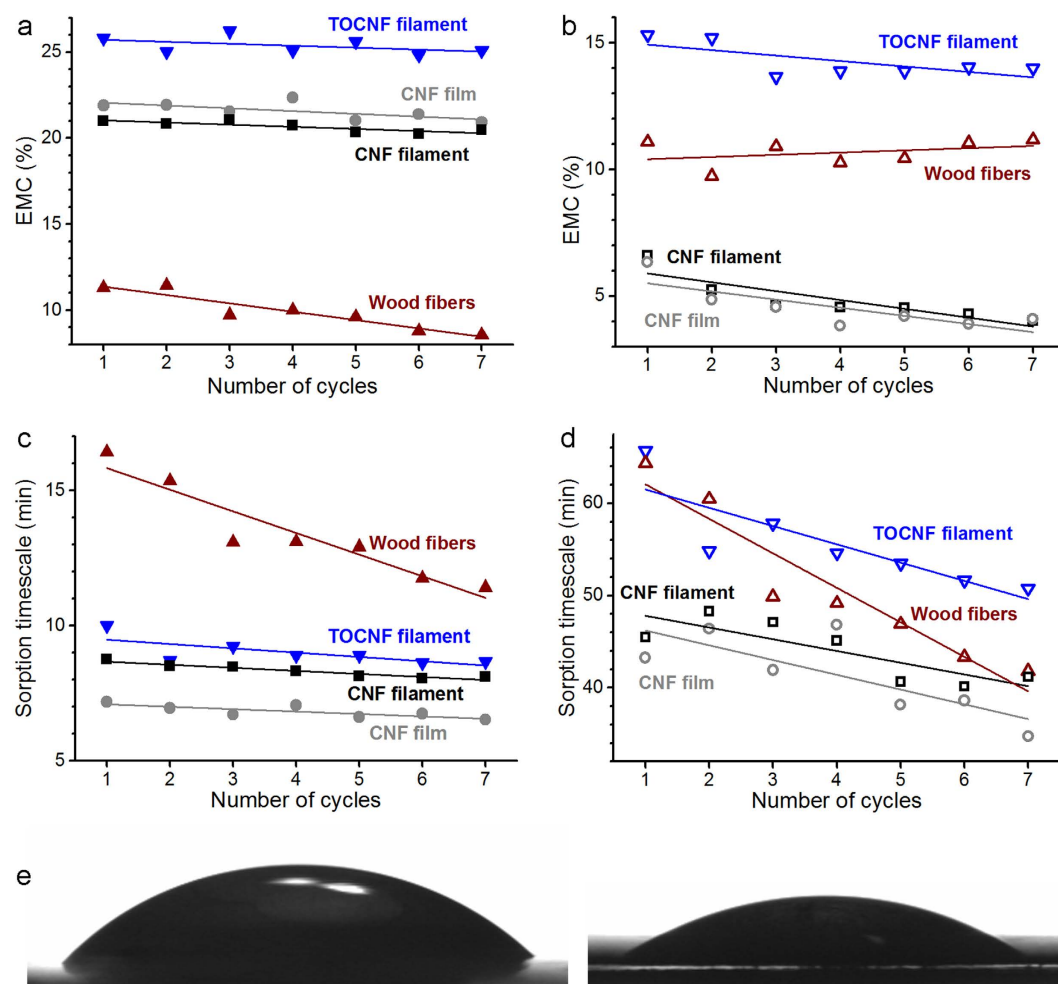 a
TOCNF filament
CNF film
CNF filament
Wood fibers
EMC (%)
25
20
15
10
1 2 3 4 5 6 7
Number of cycles
b
TOCNF filament
Wood fibers
CNF filament
CNF film
EMC (%)
15
10
5
1 2 3 4 5 6 7
Number of cycles
c
Wood fibers
TOCNF filament
CNF filament
CNF film
Sorption timescale (min)
15
10
5
1 2 3 4 5 6 7
Number of cycles
d
TOCNF filament
CNF filament
Wood fibers
CNF film
Sorption timescale (min)
60
50
40
1 2 3 4 5 6 7
Number of cycles
e